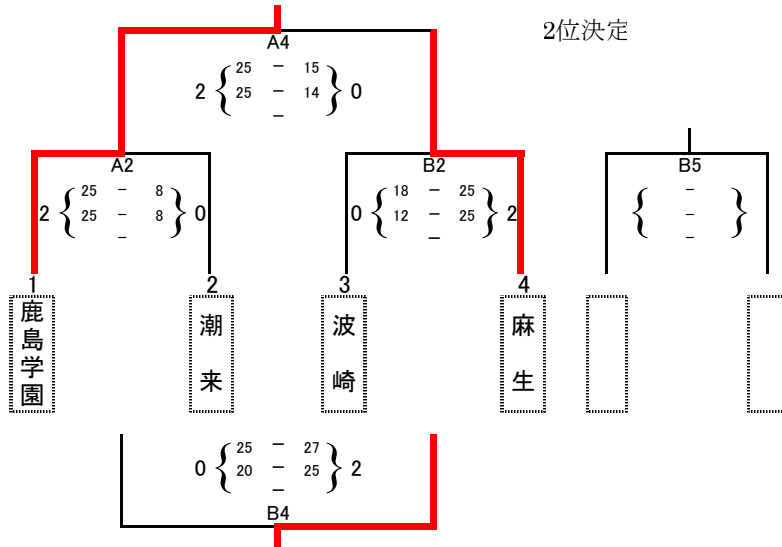 2位決定
A4
25 － 15
2 { 25 － 14 } 0
－
A2
B2
B5
25 － 8
2 { 25 － 8 } 0
－
18 － 25
0 { 12 － 25 } 2
－
－
{ － }
－
1
鹿島学園
2
潮来
3
波崎
4
麻生
25 － 27
0 { 20 － 25 } 2
－
B4